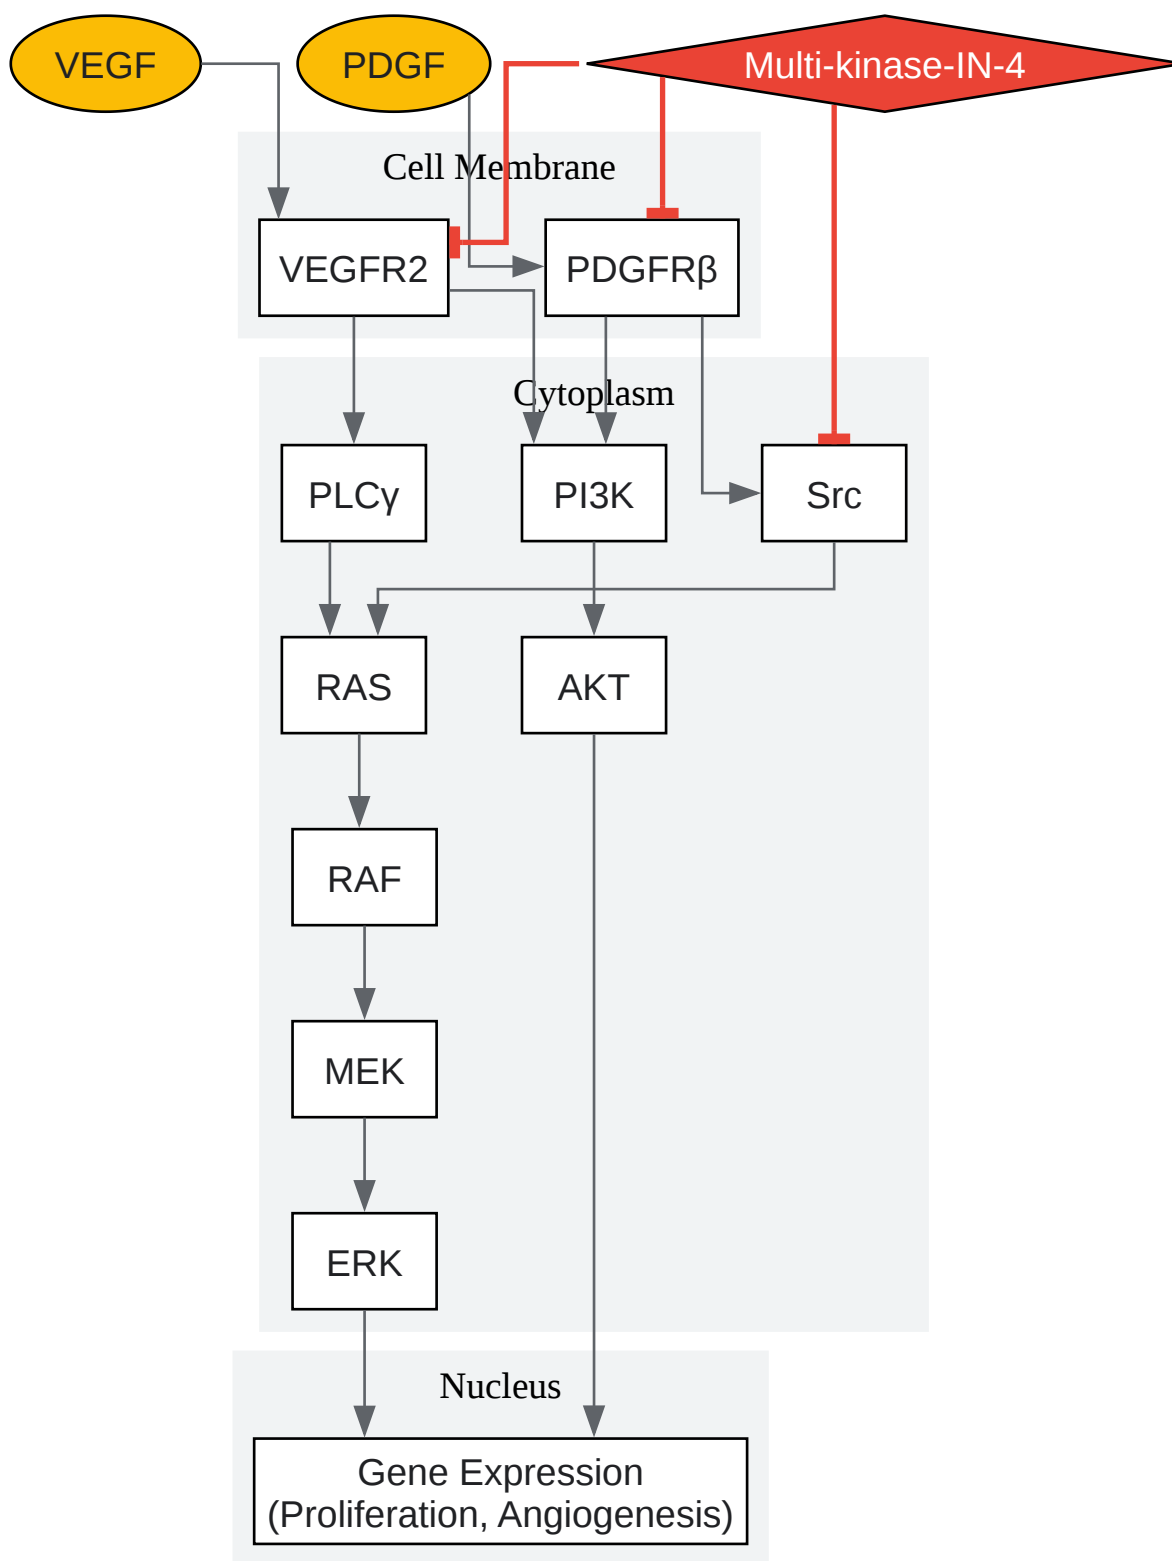 VEGF
PDGF
Multi-kinase-IN-4
Cell Membrane
VEGFR2
PDGFRβ
Cytoplasm
PLCγ
PI3K
Src
RAS
AKT
RAF
MEK
ERK
Nucleus
Gene Expression
(Proliferation, Angiogenesis)